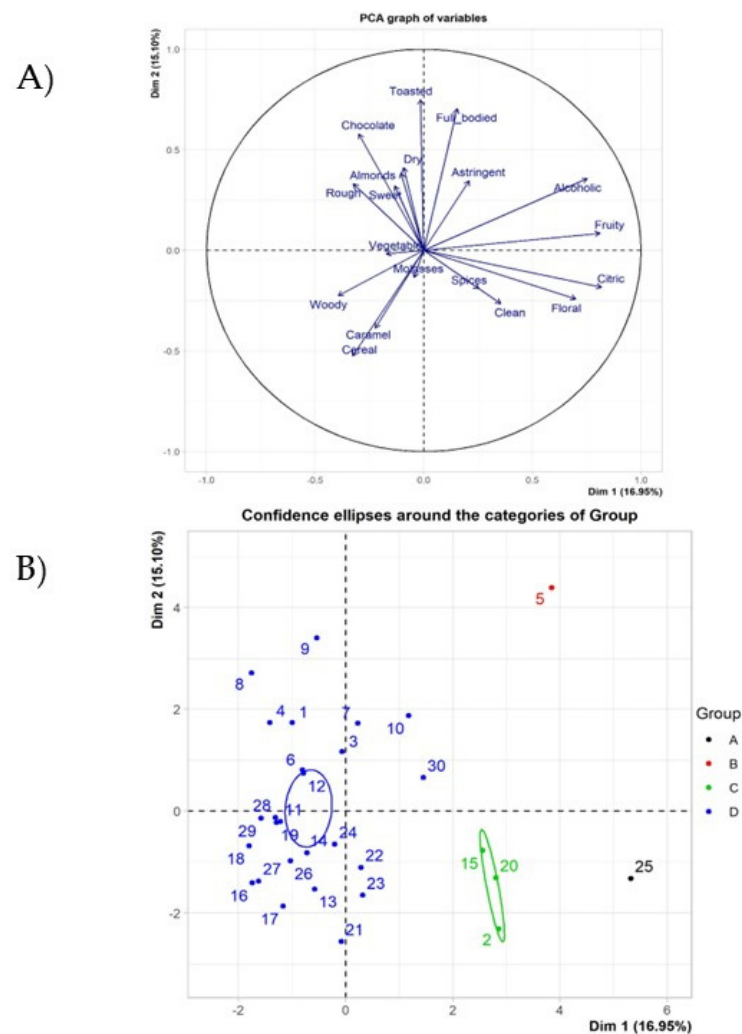 A)
PCA graph of variables
Dim 2 (15.10%)
1.0
0.5
0.0
-0.5
-1.0
Toasted
Full_bodied
Chocolate
Dry
Almonds
Astringent
Rough
Sweet
Alcoholic
Fruity
Vegetable
Molasses
Spices
Citric
Woody
Clean
Floral
Caramel
Cereal
-1.0 -0.5 0.0 0.5 1.0
Dim 1 (16.95%)
B)
Confidence ellipses around the categories of Group
Dim 2 (15.10%)
4
2
0
-2
5
9
8
4 1 7 10
3
6
12
30
28 11
29 19 14 24
18
27 26 22
16 13 23
17
21
15 20
2
25
Group
A
B
C
D
-2 0 2 4 6
Dim 1 (16.95%)